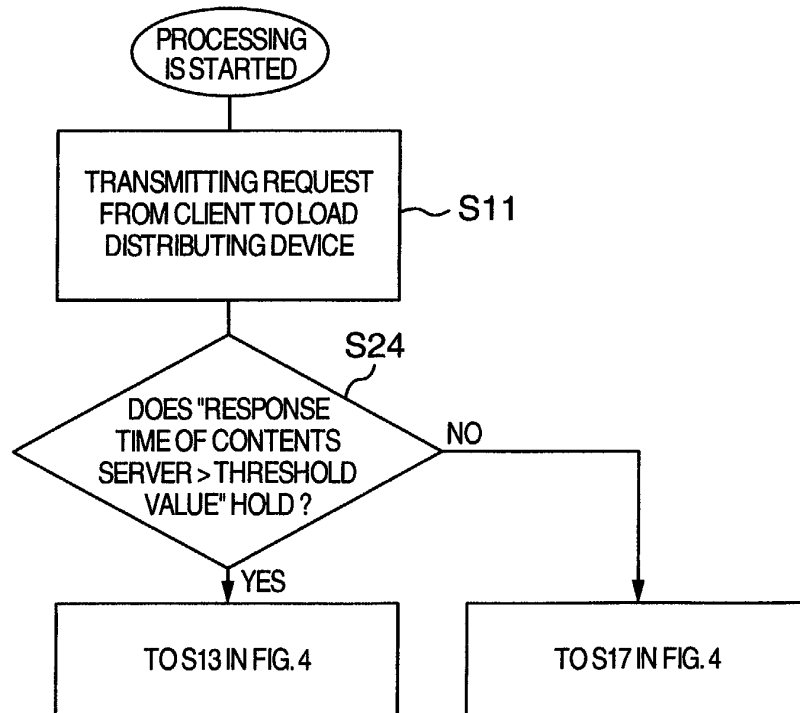 PROCESSING
IS STARTED
TRANSMITTING REQUEST
FROM CLIENT TO LOAD
DISTRIBUTING DEVICE
S11
S24
DOES "RESPONSE
TIME OF CONTENTS
SERVER > THRESHOLD
VALUE" HOLD ?
NO
YES
TO S13 IN FIG. 4
TO S17 IN FIG. 4